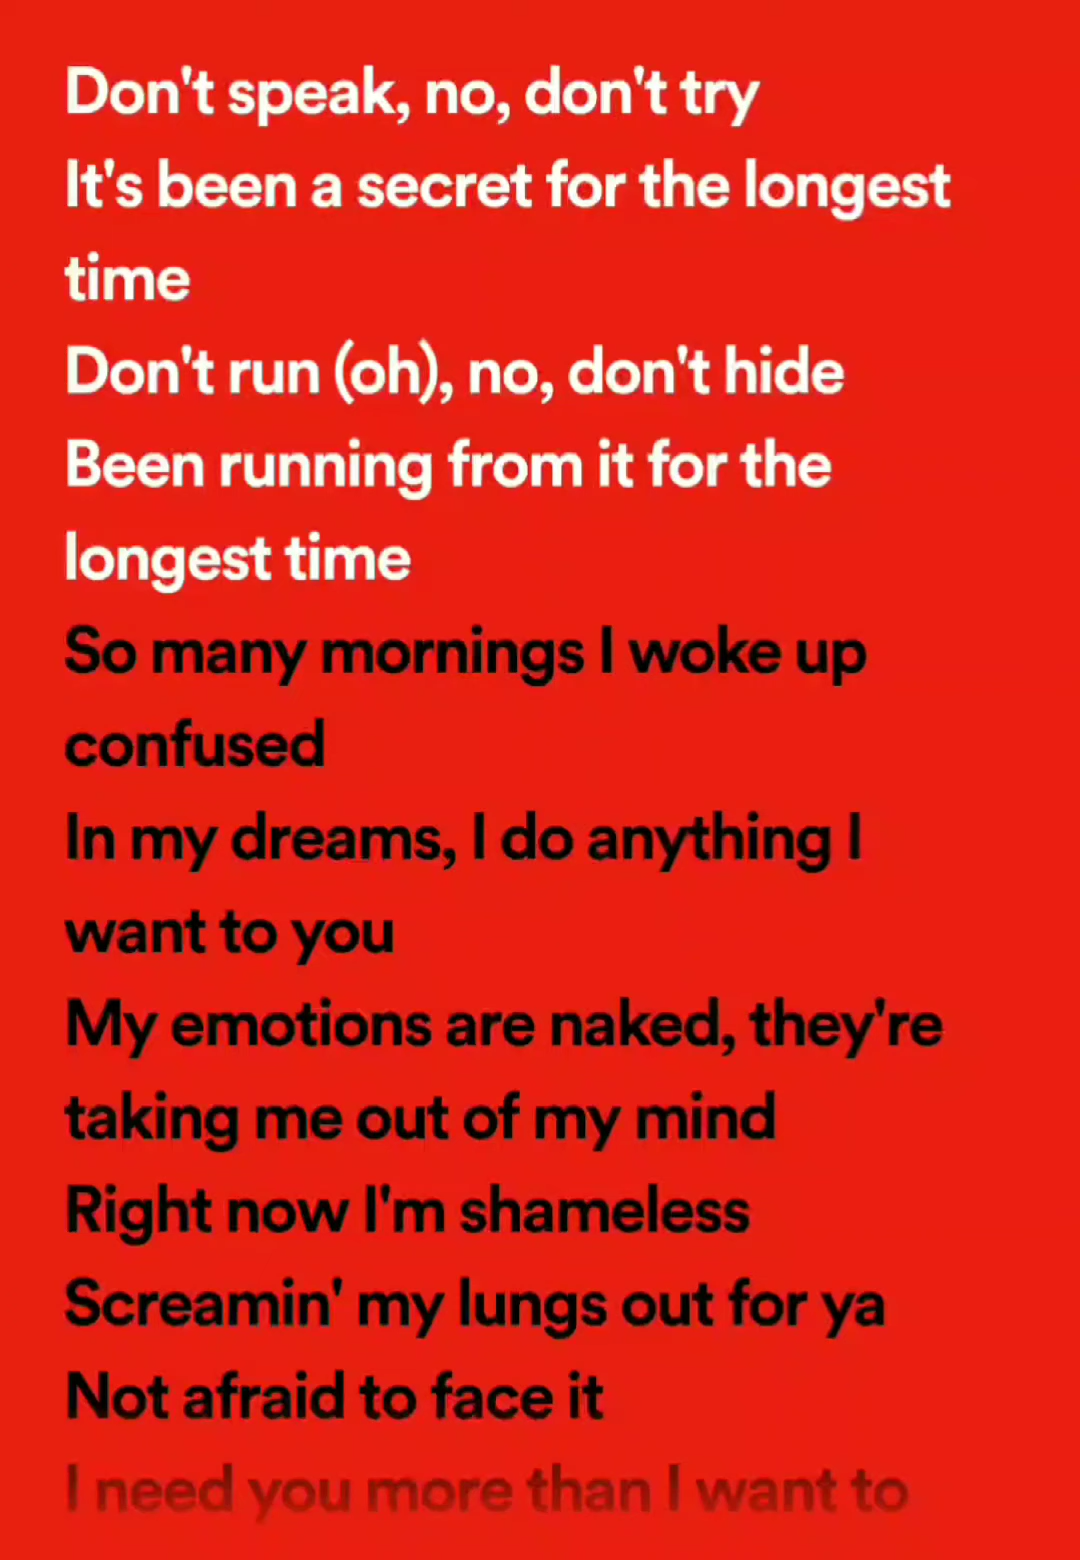 Don't speak, no, don't try
It's been a secret for the longest
time
Don't run (oh), no, don't hide
Been running from it for the
longest time
So many mornings I woke up
confused
In my dreams, I do anything I
want to you
My emotions are naked, they're
taking me out of my mind
Right now I'm shameless
Screamin' my lungs out for ya
Not afraid to face it
I need you more than I want to